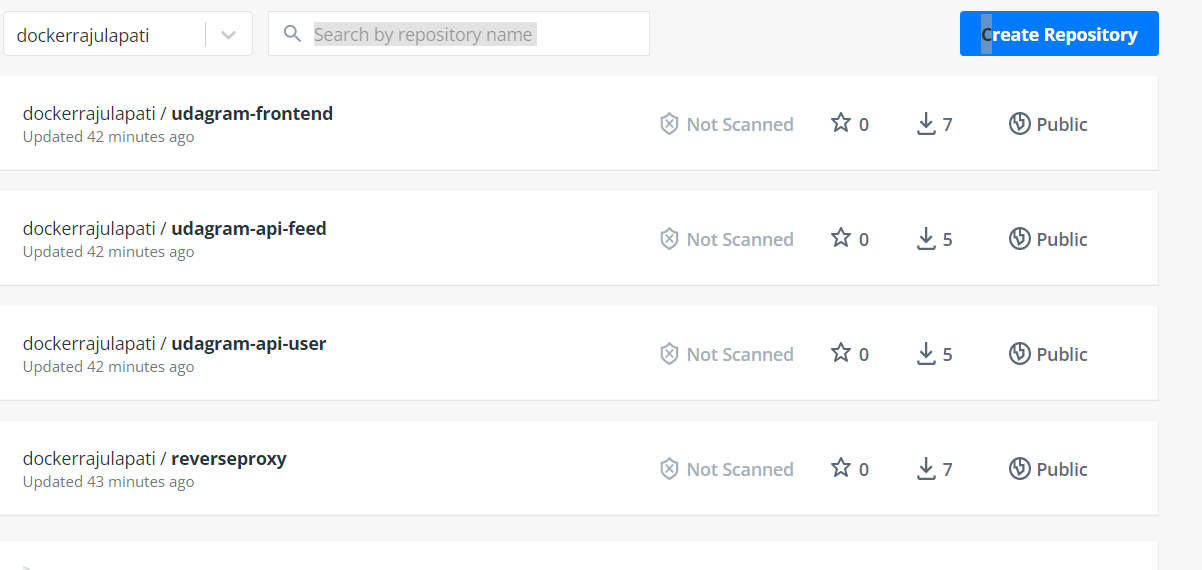 dockerrajulapati
Search by repository name
Create Repository
dockerrajulapati / udagram-frontend
Updated 42 minutes ago
Not Scanned
0
7
Public
dockerrajulapati / udagram-api-feed
Updated 42 minutes ago
Not Scanned
0
5
Public
dockerrajulapati / udagram-api-user
Updated 42 minutes ago
Not Scanned
0
5
Public
dockerrajulapati / reverseproxy
Updated 43 minutes ago
Not Scanned
0
7
Public